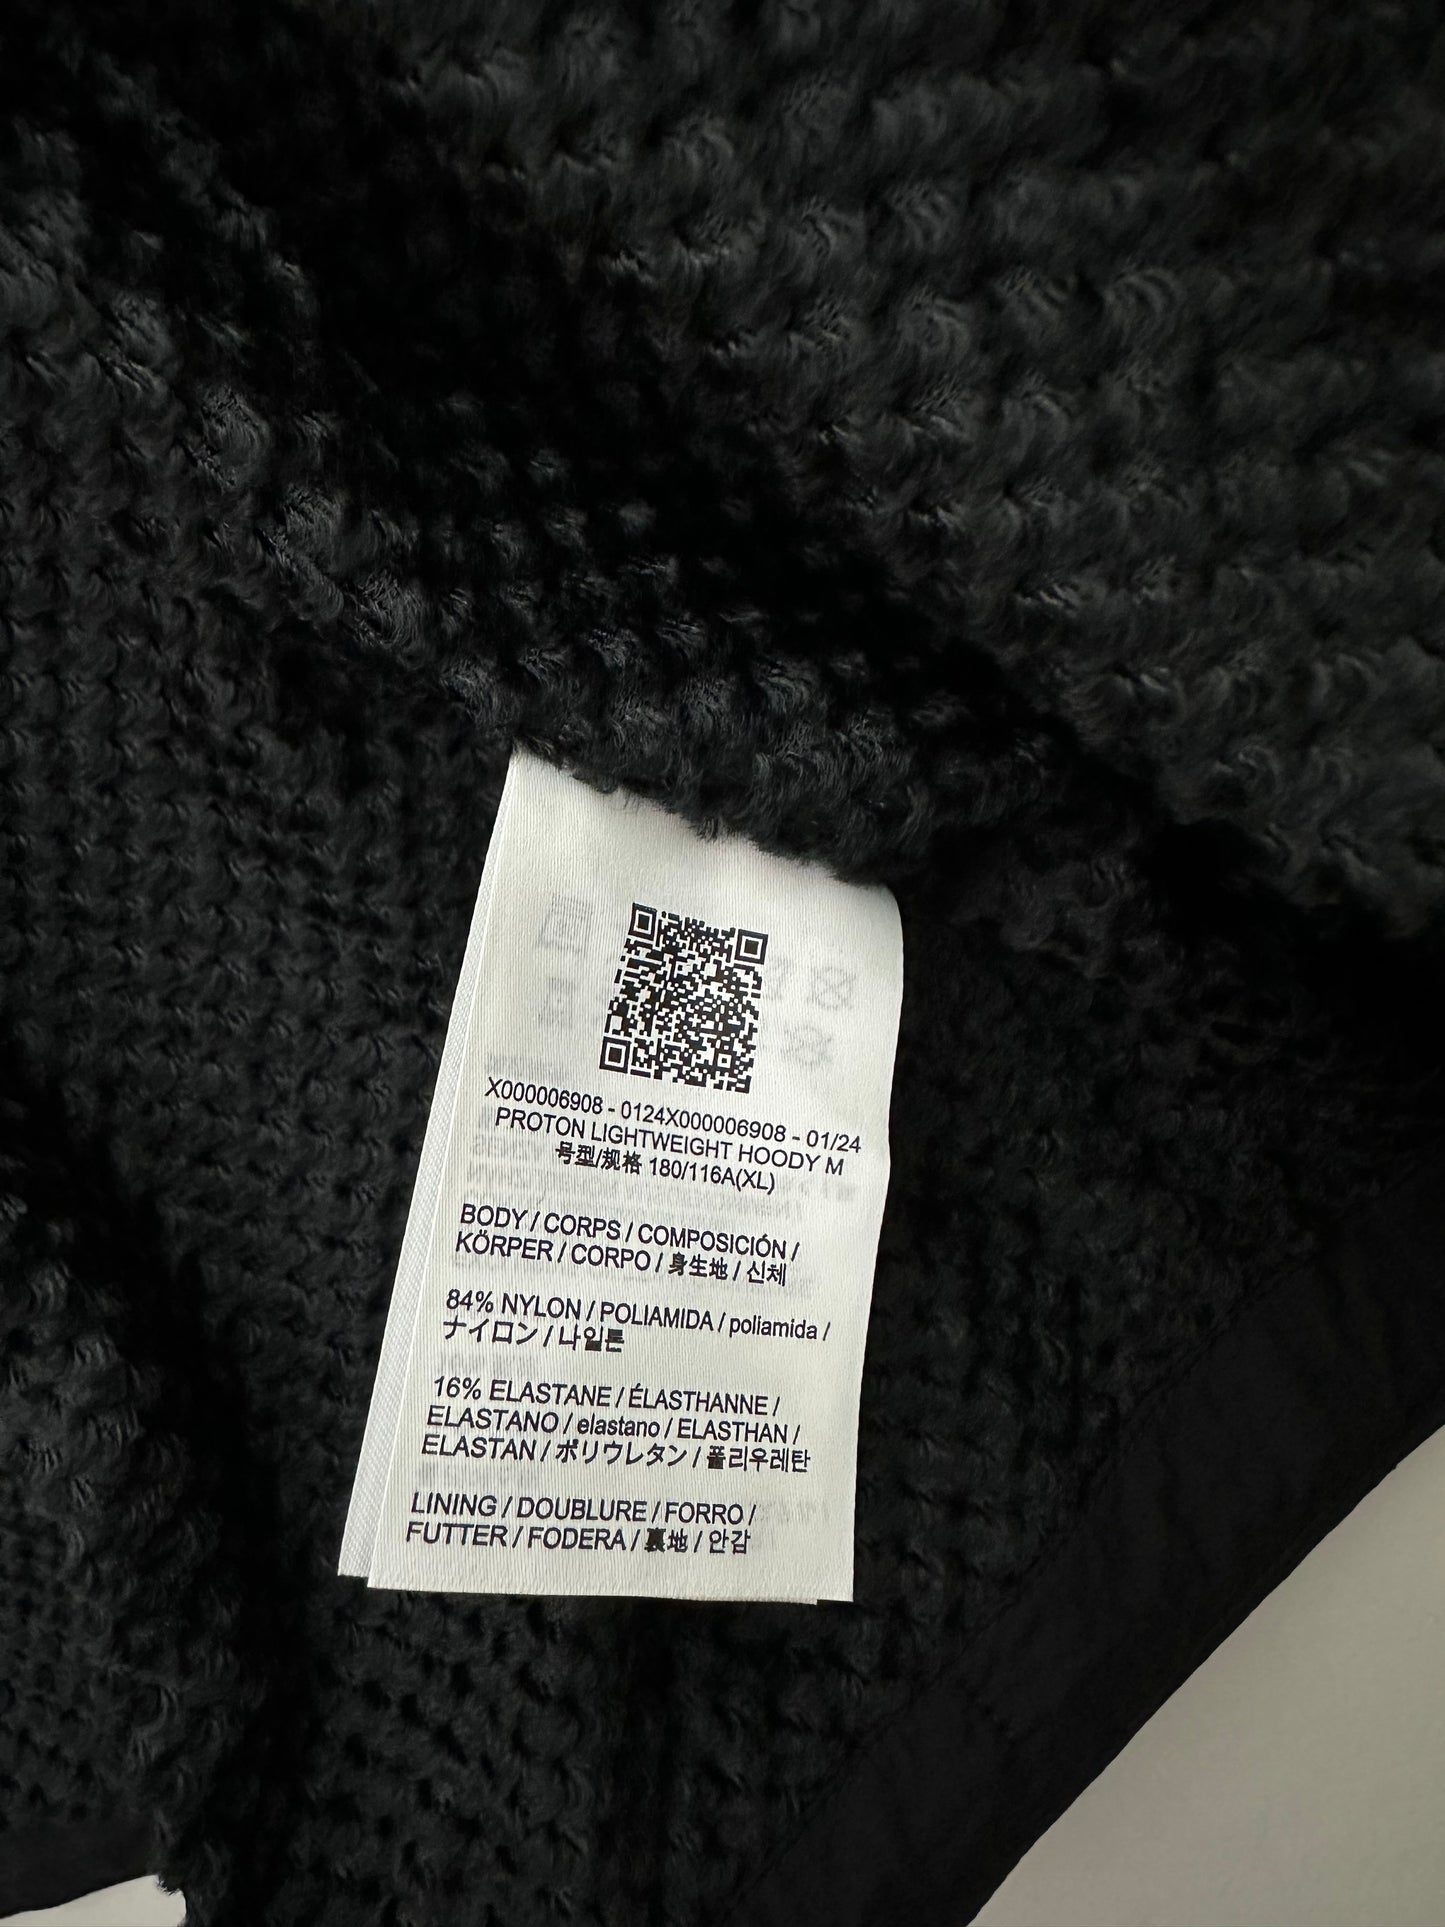 X000006908 - 0124X000006908 - 01/24
PROTON LIGHTWEIGHT HOODY M
号型/规格 180/116A(XL)
BODY / CORPS / COMPOSICIÓN /
KÖRPER / CORPO / 身生地 / 신체
84% NYLON / POLIAMIDA / poliamida /
ナイロン / 나일론
16% ELASTANE / ÉLASTHANNE /
ELASTANO / elastano / ELASTHAN /
ELASTAN / ポリウレタン / 폴리우레탄
LINING / DOUBLURE / FORRO /
FUTTER / FODERA / 裏地 / 안감